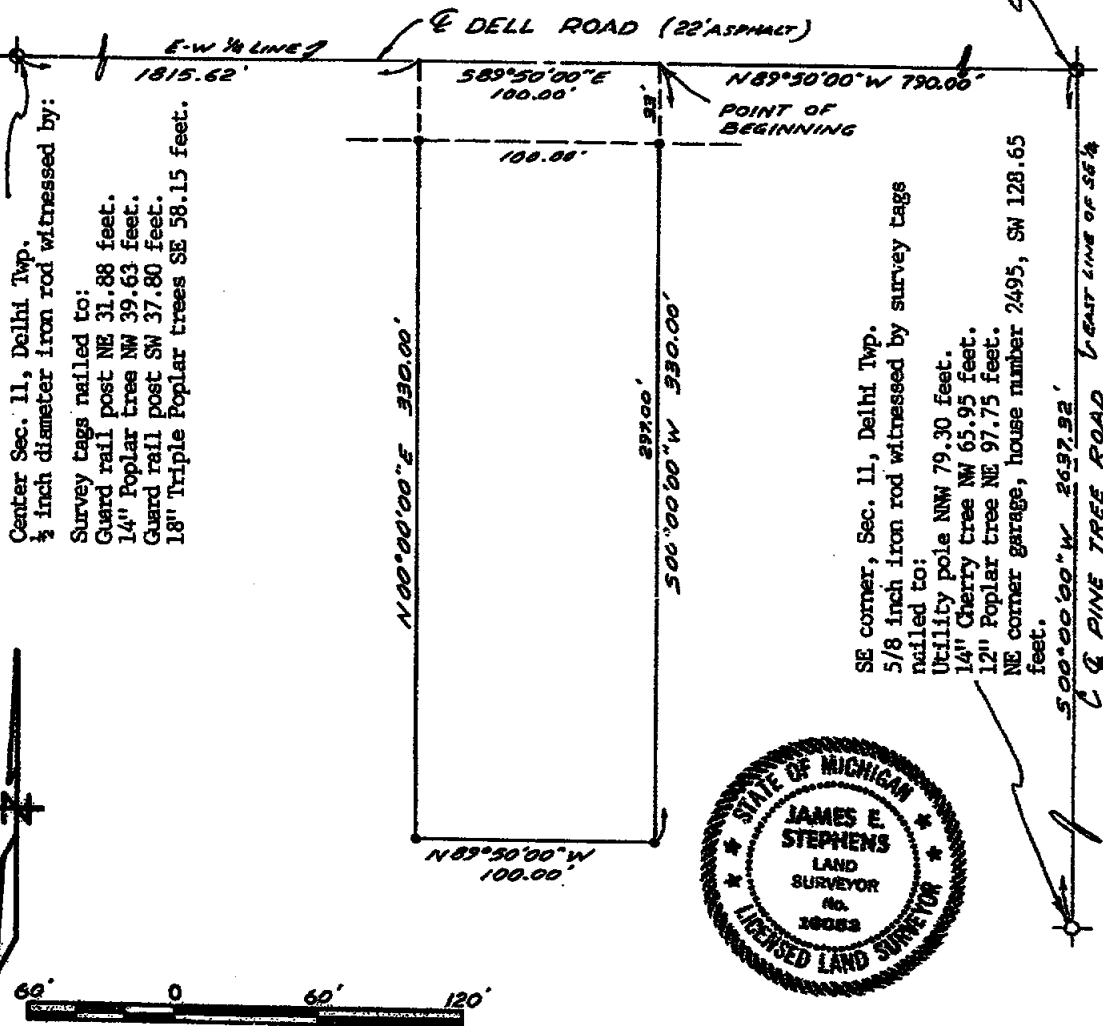 ℄ DELL ROAD (22' ASPHALT)
E-W ¼ LINE
1815.62'
S89°50'00"E
100.00'
N89°50'00"W 790.00'
33'
POINT OF
BEGINNING
100.00'
Center Sec. 11, Delhi Twp.
½ inch diameter iron rod witnessed by:
Survey tags nailed to:
Guard rail post NE 31.88 feet.
14" Poplar tree NW 39.63 feet.
Guard rail post SW 37.80 feet.
18" Triple Poplar trees SE 58.15 feet.
N00°00'00"E 330.00'
297.00'
S00°00'00"W 330.00'
SE corner, Sec. 11, Delhi Twp.
5/8 inch iron rod witnessed by survey tags
nailed to:
Utility pole NNW 79.30 feet.
14" Cherry tree NW 65.95 feet.
12" Poplar tree NE 97.75 feet.
NE corner garage, house number 2495, SW 128.65
feet.
S00°00'00"W 2637.32'
EAST LINE OF SE¼
℄ PINE TREE ROAD
N89°50'00"W
100.00'
STATE OF MICHIGAN
JAMES E.
STEPHENS
LAND
SURVEYOR
No.
LICENSED LAND SURVEYOR
60' 0 60' 120'